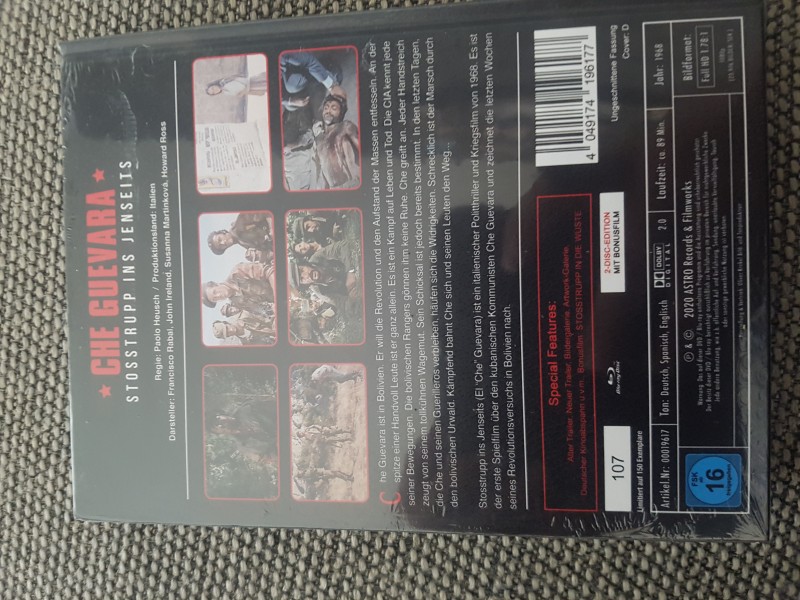 CHE GUEVARA
STOSSTRUPP INS JENSEITS
Regie: Paolo Heusch / Produktionsland: Italien
Darsteller: Francisco Rabal, John Ireland, Susanna Martinková, Howard Ross
Che Guevara ist in Bolivien. Er will die Revolution und den Aufstand der Massen entfesseln. An der
spitze einer Handvoll Leute ist er ganz allein. Es ist ein Kampf auf Leben und Tod. Die CIA kennt jede
seiner Bewegungen. Die bolivischen Rangers gönnen ihm keine Ruhe. Che greift an. Jeder Handstreich
zeugt von seinem tollkühnen Wagemut. Sein Schicksal ist jedoch bereits bestimmt. In den letzten Tagen,
die Che und seinen Guerilleros verbleiben, häufen sich die Widrigkeiten. Schrecklich ist der Marsch durch
den bolivischen Urwald. Kämpferld bahnt Che sich und seinen Leuten den Weg...
Stosstrupp ins Jenseits (El "Che" Guevara) ist ein italienischer Politthriller und Kriegsfilm von 1968. Es ist
der erste Spielfilm über den kubanischen Kommunisten Che Guevara und zeichnet die letzten Wochen
seines Revolutionsversuchs in Bolivien nach.
Special Features:
Alter Trailer, Neuer Trailer, Bildergalerie, Artwork-Galerie,
Deutscher Kinovorspann u.v.m. Bonusfilm: STOSSTRUPP IN DIE WÜSTE
Blu-ray Disc
2-DISC-EDITION
MIT BONUSFILM
4 049174 196177
Ungeschnittene Fassung
Cover: D
107
Limitiert auf 150 Exemplare
Artikel.Nr: 00019617
Ton: Deutsch, Spanisch, Englisch
DOLBY
DIGITAL
2.0
Laufzeit: ca. 89 Min.
Jahr: 1968
FSK
ab
16
freigegeben
℗ & © 2020 ASTRO Records & Filmworks
Bildformat:
Full HD 1.78:1